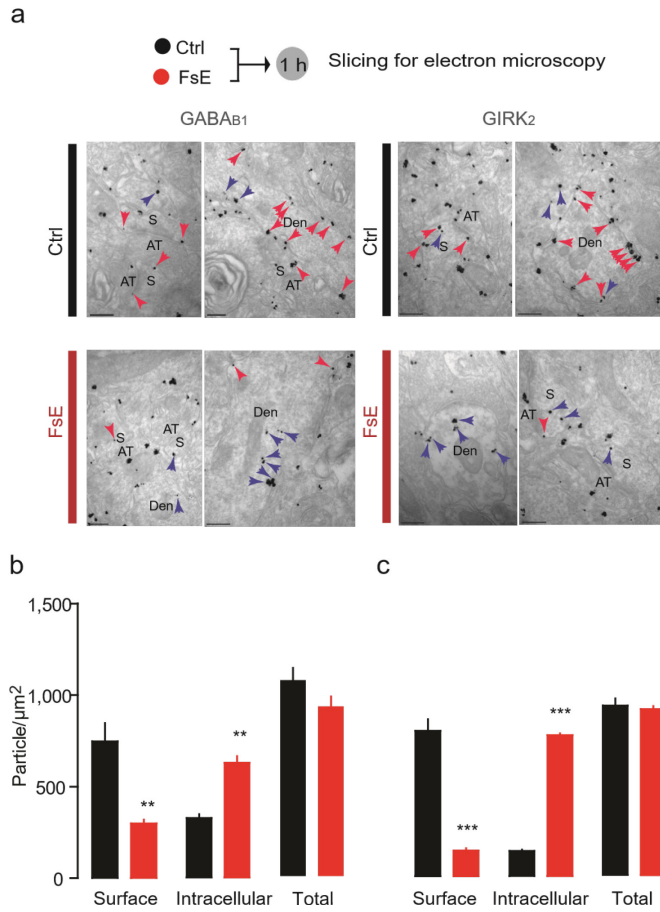 a
Ctrl
FsE
1 h
Slicing for electron microscopy
GABAB1
GIRK2
Ctrl
S
AT
AT
S
Den
AT
S
AT
S
Den
FsE
S
AT
AT
S
Den
Den
Den
S
AT
S
AT
b
c
Particle/µm2
1,500
1,000
500
0
**
**
***
***
Surface Intracellular Total
Surface Intracellular Total